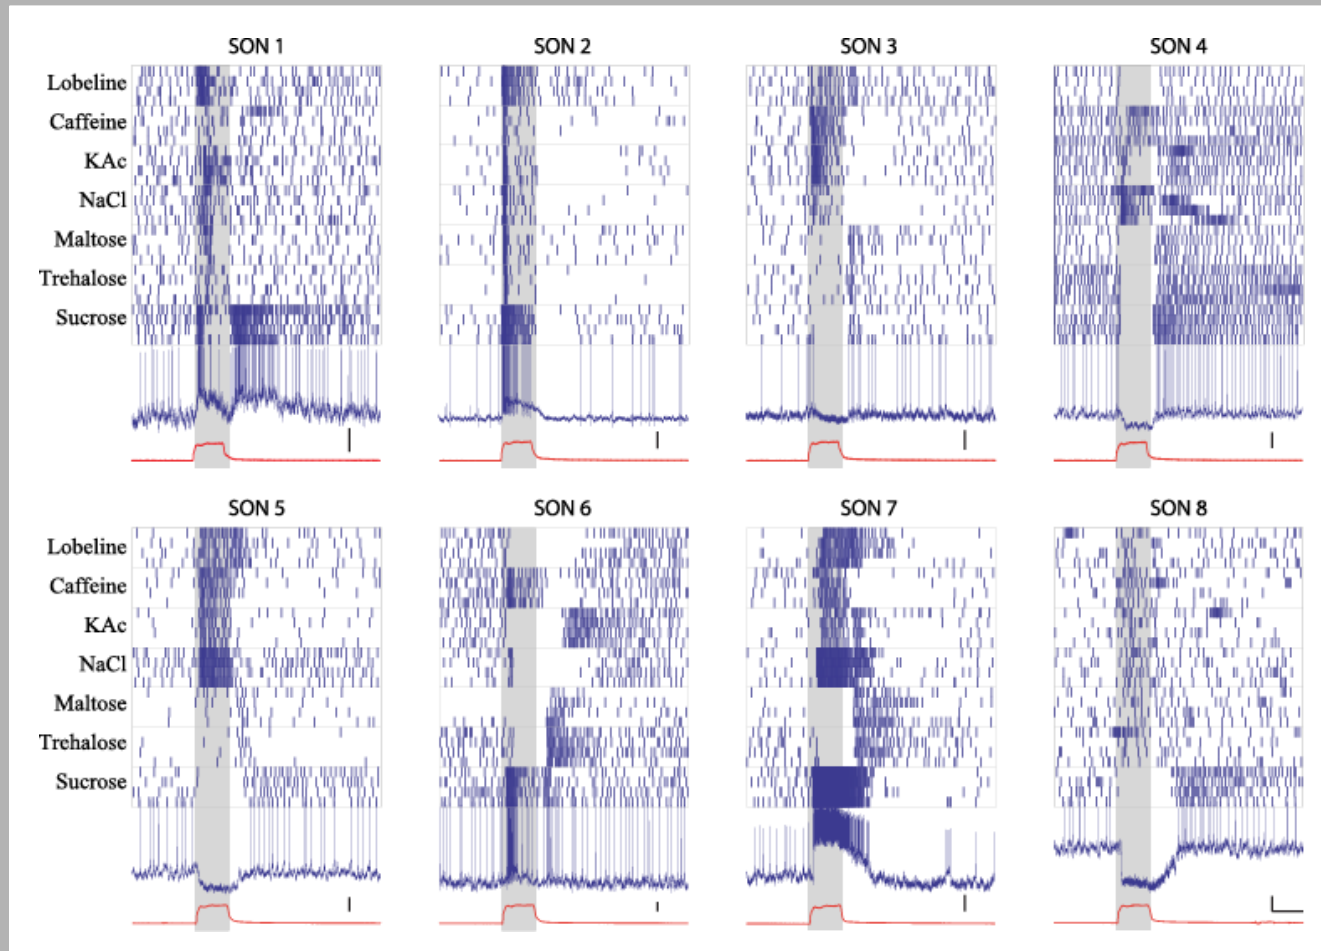 SON 1
SON 2
SON 3
SON 4
Lobeline
Caffeine
KAc
NaCl
Maltose
Trehalose
Sucrose
SON 5
SON 6
SON 7
SON 8
Lobeline
Caffeine
KAc
NaCl
Maltose
Trehalose
Sucrose